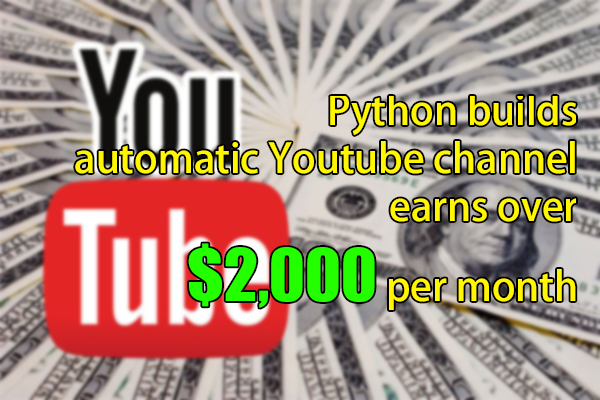 You
Tube
Python builds
automatic Youtube channel
earns over
$2,000 per month